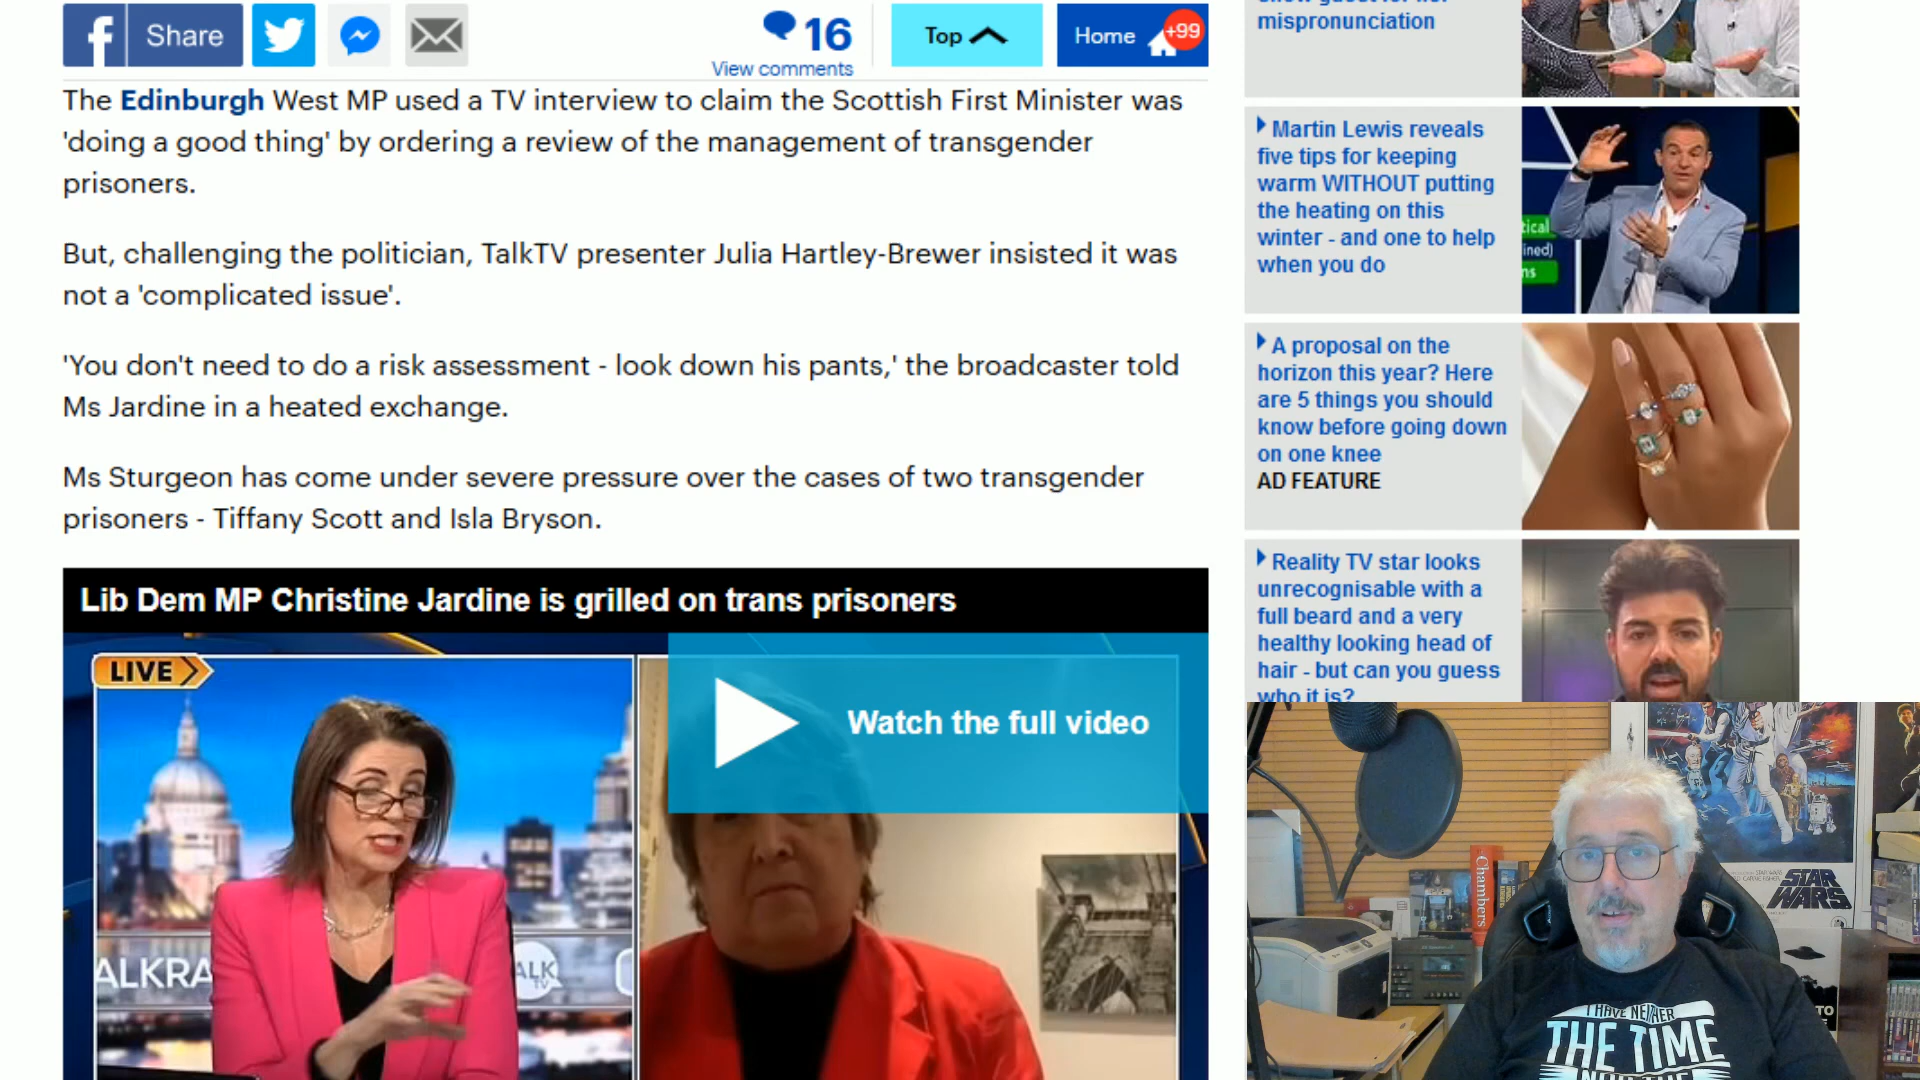 Share
16
View comments
Top
Home
+99
The Edinburgh West MP used a TV interview to claim the Scottish First Minister was
'doing a good thing' by ordering a review of the management of transgender
prisoners.
But, challenging the politician, TalkTV presenter Julia Hartley-Brewer insisted it was
not a 'complicated issue'.
'You don't need to do a risk assessment - look down his pants,' the broadcaster told
Ms Jardine in a heated exchange.
Ms Sturgeon has come under severe pressure over the cases of two transgender
prisoners - Tiffany Scott and Isla Bryson.
Lib Dem MP Christine Jardine is grilled on trans prisoners
LIVE
Watch the full video
ALKRA
ALK
TV
mispronunciation
Martin Lewis reveals
five tips for keeping
warm WITHOUT putting
the heating on this
winter - and one to help
when you do
tical
ined)
ns
A proposal on the
horizon this year? Here
are 5 things you should
know before going down
on one knee
AD FEATURE
Reality TV star looks
unrecognisable with a
full beard and a very
healthy looking head of
hair - but can you guess
who it is?
Chambers
STAR
WARS
TO
I HAVE NEITHER
THE TIME